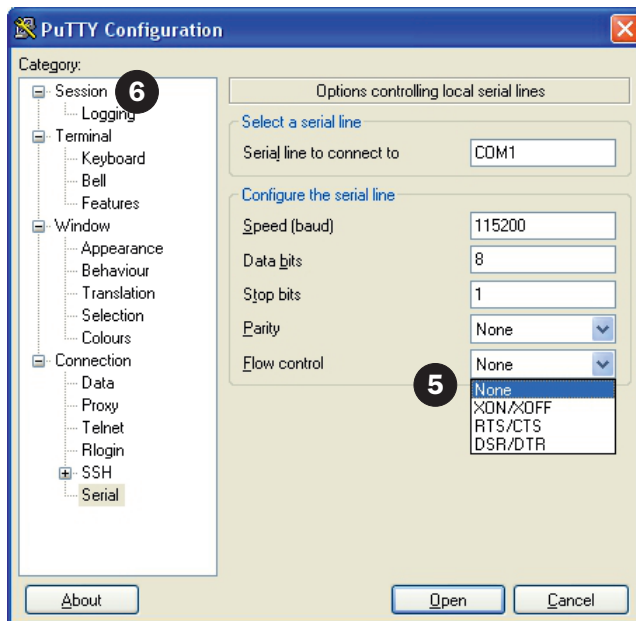 PuTTY Configuration
Category:
Session
6
Logging
Terminal
Keyboard
Bell
Features
Window
Appearance
Behaviour
Translation
Selection
Colours
Connection
Data
Proxy
Telnet
Rlogin
SSH
Serial
Options controlling local serial lines
Select a serial line
Serial line to connect to COM1
Configure the serial line
Speed (baud) 115200
Data bits 8
Stop bits 1
Parity None
Flow control None
5
None
XON/XOFF
RTS/CTS
DSR/DTR
About
Open
Cancel